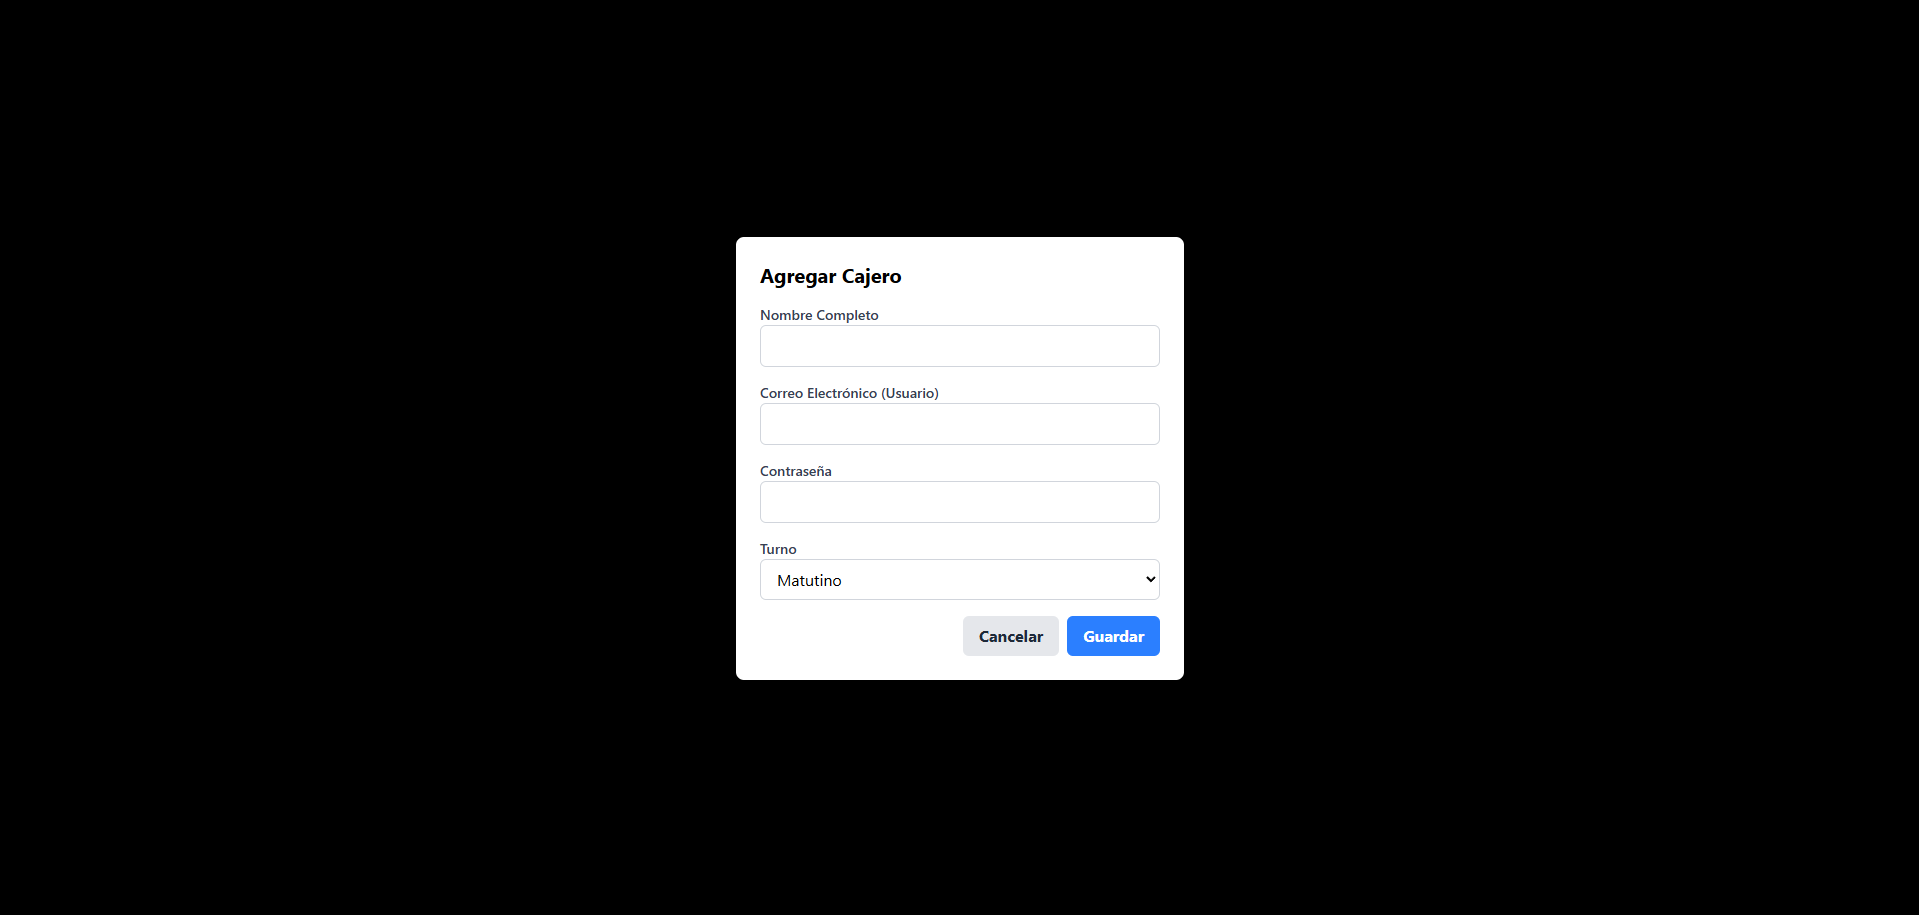 Agregar Cajero
Nombre Completo
Correo Electrónico (Usuario)
Contraseña
Turno
Matutino
Cancelar Guardar